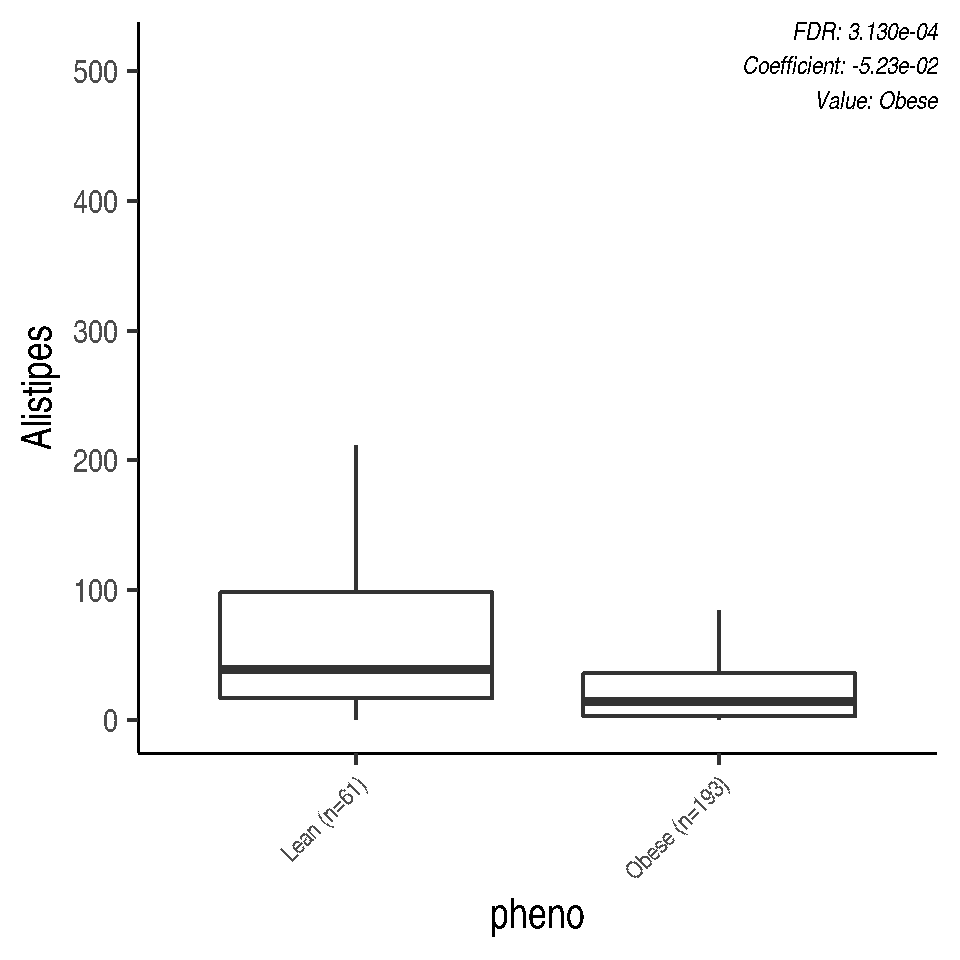 FDR: 3.130e-04
Coefficient: -5.23e-02
Value: Obese
500
400
300
200
100
0
Alistipes
Lean (n=61)
Obese (n=193)
pheno